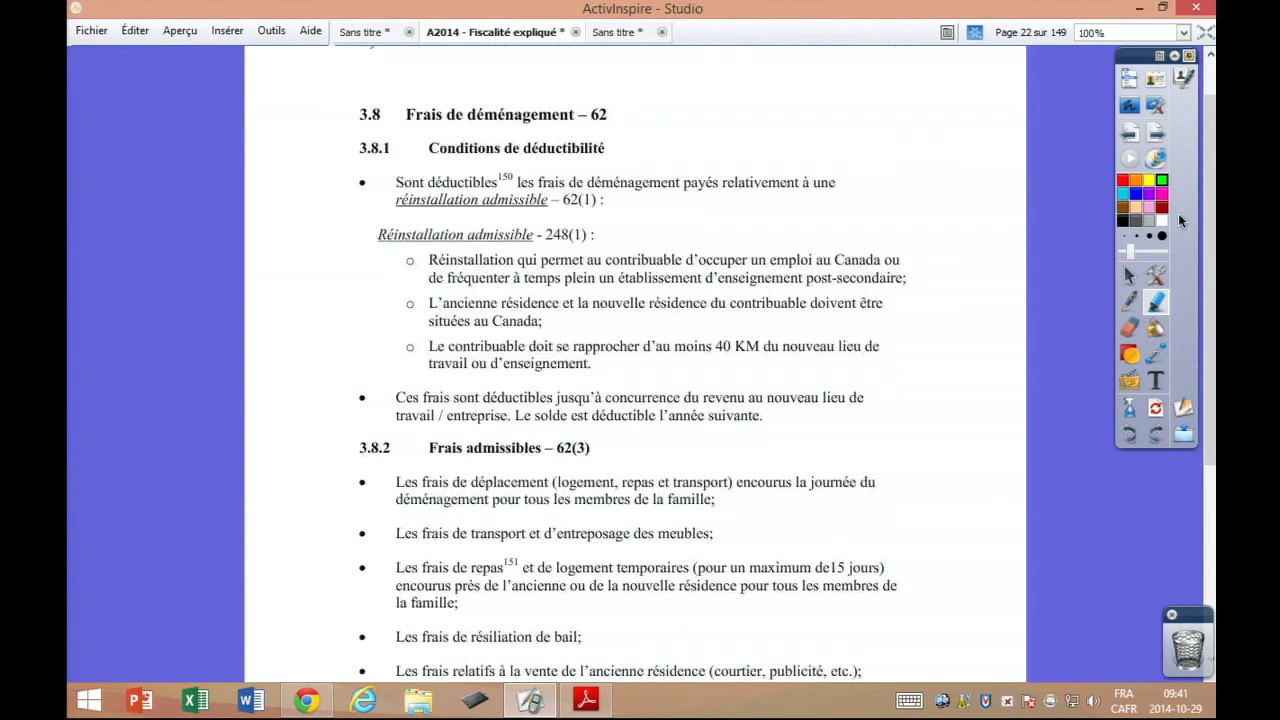 ActivInspire - Studio
Fichier Éditer Aperçu Insérer Outils Aide
Sans titre * A2014 - Fiscalité expliqué * Sans titre *
Page 22 sur 149 100%
3.8 Frais de déménagement – 62
3.8.1 Conditions de déductibilité
• Sont déductibles150 les frais de déménagement payés relativement à une
réinstallation admissible – 62(1) :
Réinstallation admissible - 248(1) :
o Réinstallation qui permet au contribuable d’occuper un emploi au Canada ou
de fréquenter à temps plein un établissement d’enseignement post-secondaire;
o L’ancienne résidence et la nouvelle résidence du contribuable doivent être
situées au Canada;
o Le contribuable doit se rapprocher d’au moins 40 KM du nouveau lieu de
travail ou d’enseignement.
• Ces frais sont déductibles jusqu’à concurrence du revenu au nouveau lieu de
travail / entreprise. Le solde est déductible l’année suivante.
3.8.2 Frais admissibles – 62(3)
• Les frais de déplacement (logement, repas et transport) encourus la journée du
déménagement pour tous les membres de la famille;
• Les frais de transport et d’entreposage des meubles;
• Les frais de repas151 et de logement temporaires (pour un maximum de15 jours)
encourus près de l’ancienne ou de la nouvelle résidence pour tous les membres de
la famille;
• Les frais de résiliation de bail;
• Les frais relatifs à la vente de l’ancienne résidence (courtier, publicité, etc.);
FRA 09:41
CAFR 2014-10-29